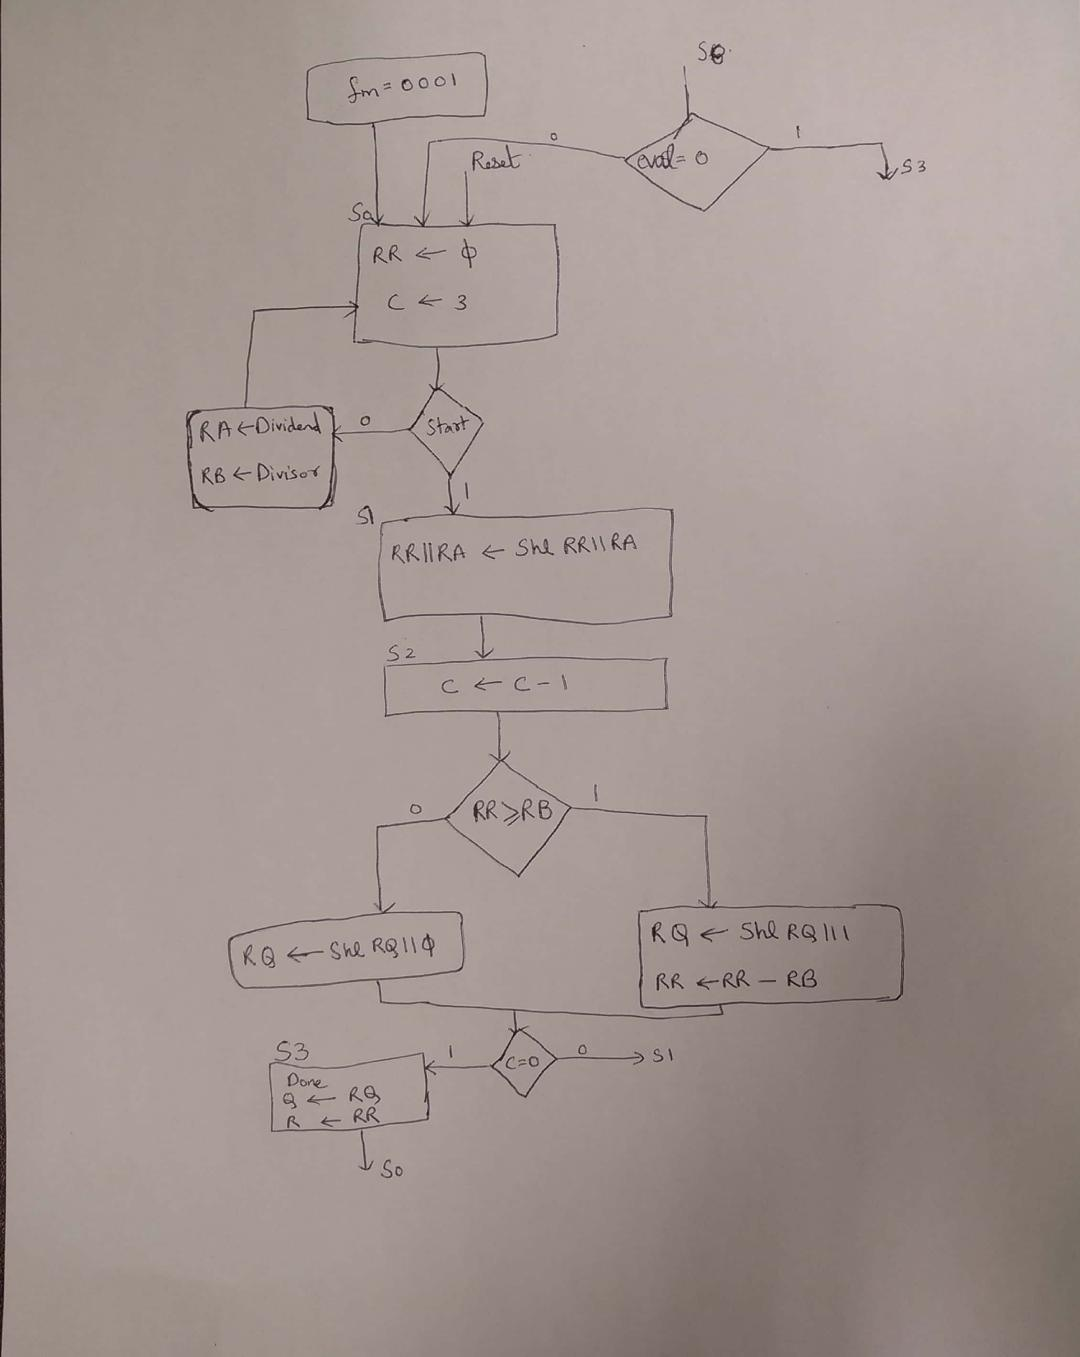 fm = 0001
0
1
eval = 0
Reset
S3
S0
RR ← ϕ
C ← 3
Start
0
RA ← Dividend
RB ← Divisor
1
S1
RR||RA ← Shl RR||RA
S2
C ← C - 1
0
RR ⩾ RB
1
RQ ← Shl RQ||ϕ
RQ ← Shl RQ||1
RR ← RR - RB
S3
1
C=0
0
S1
Done
Q ← RQ
R ← RR
S0